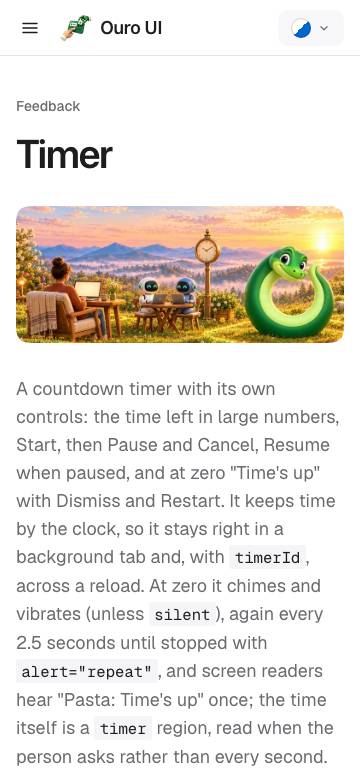 Ouro UI
Feedback
Timer
A countdown timer with its own
controls: the time left in large numbers,
Start, then Pause and Cancel, Resume
when paused, and at zero "Time's up"
with Dismiss and Restart. It keeps time
by the clock, so it stays right in a
background tab and, with timerId,
across a reload. At zero it chimes and
vibrates (unless silent), again every
2.5 seconds until stopped with
alert="repeat", and screen readers
hear "Pasta: Time's up" once; the time
itself is a timer region, read when the
person asks rather than every second.